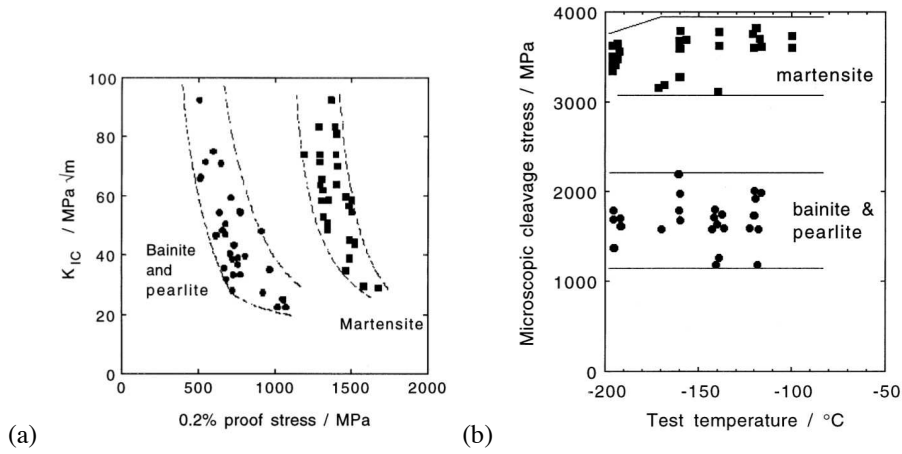 (a)
K_IC / MPa √m
100
80
60
40
20
0
Bainite
and
pearlite
Martensite
0 500 1000 1500 2000
0.2% proof stress / MPa
(b)
Microscopic cleavage stress / MPa
4000
3000
2000
1000
0
martensite
bainite &
pearlite
-200 -150 -100 -50
Test temperature / °C